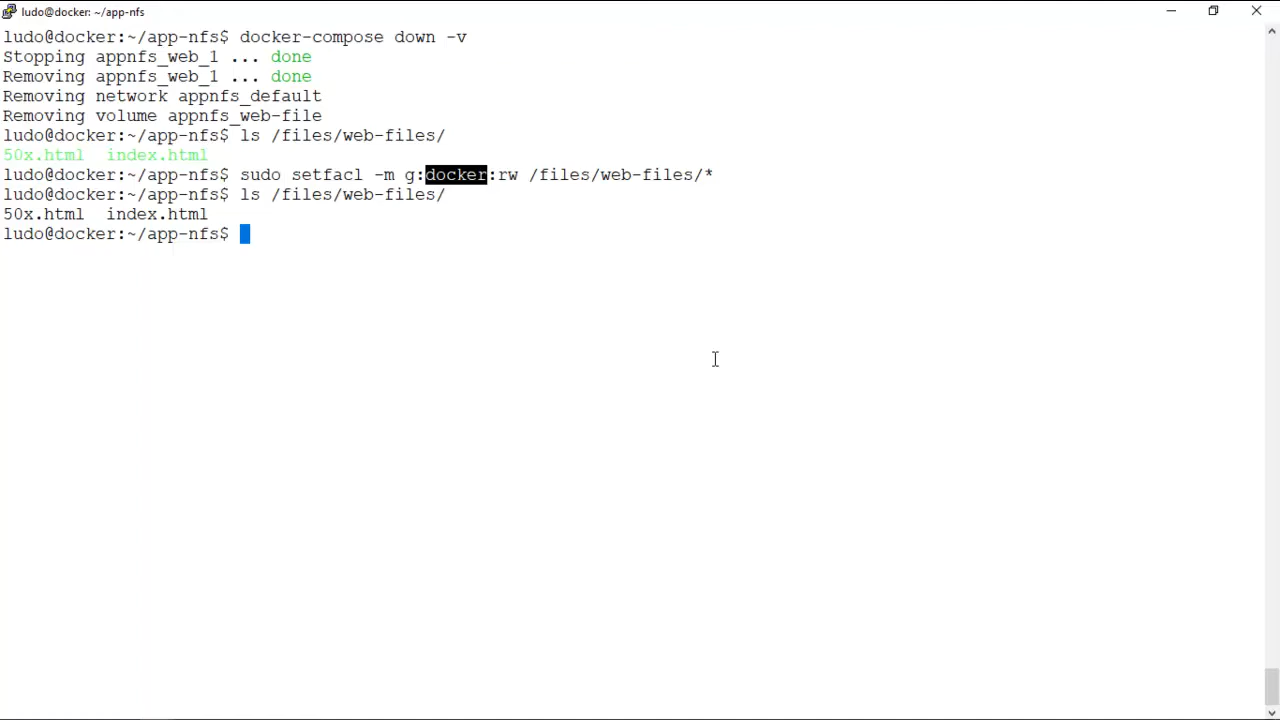 ludo@docker: ~/app-nfs
ludo@docker:~/app-nfs$ docker-compose down -v
Stopping appnfs_web_1 ... done
Removing appnfs_web_1 ... done
Removing network appnfs_default
Removing volume appnfs_web-file
ludo@docker:~/app-nfs$ ls /files/web-files/
50x.html  index.html
ludo@docker:~/app-nfs$ sudo setfacl -m g:docker:rw /files/web-files/*
ludo@docker:~/app-nfs$ ls /files/web-files/
50x.html  index.html
ludo@docker:~/app-nfs$